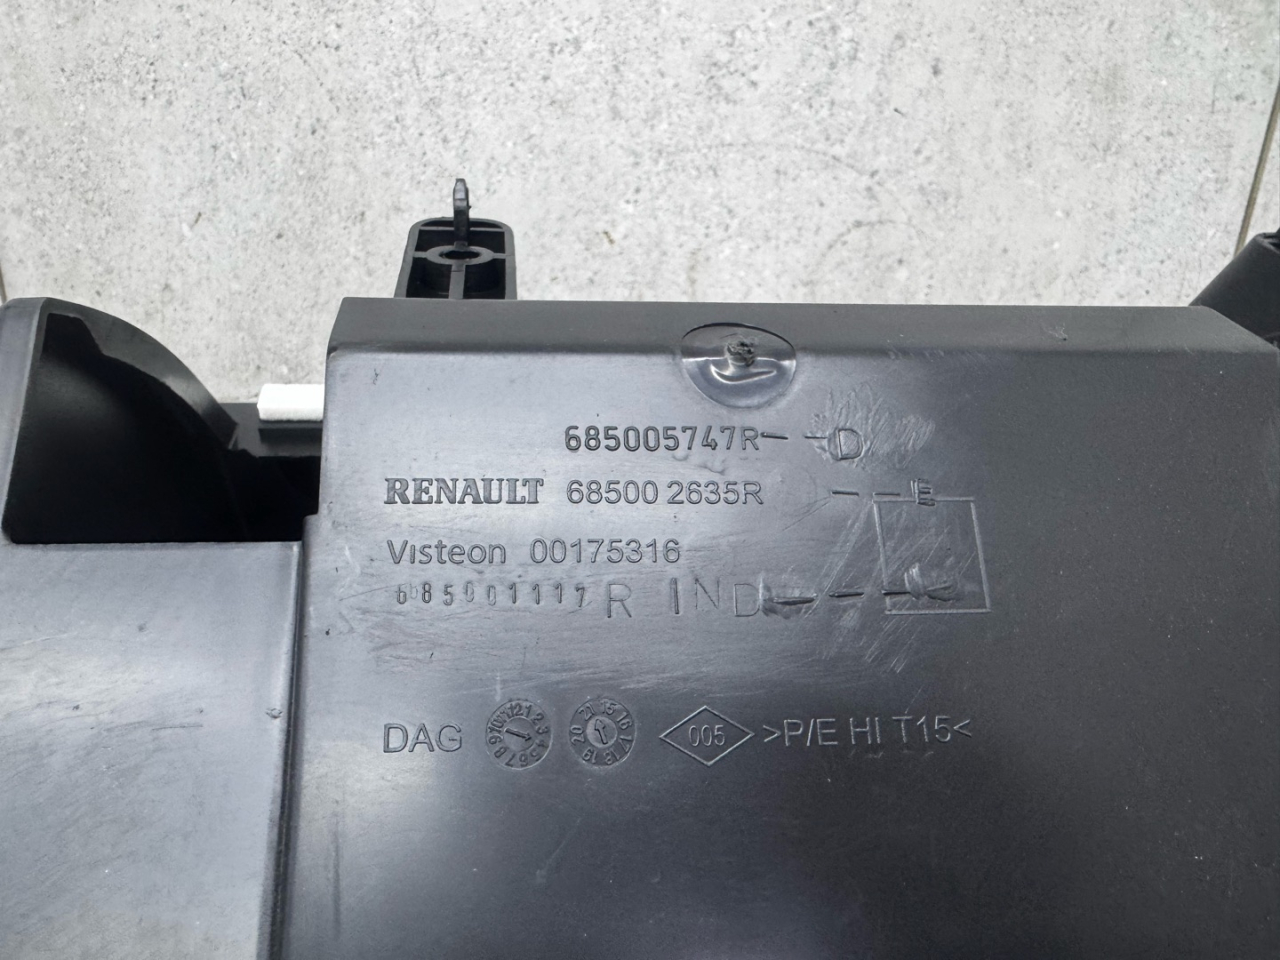 685005747R- -D
RENAULT 68500 2635R - -E
Visteon 00175316
685001117R IND - -
DAG 005 >P/E HI T15<